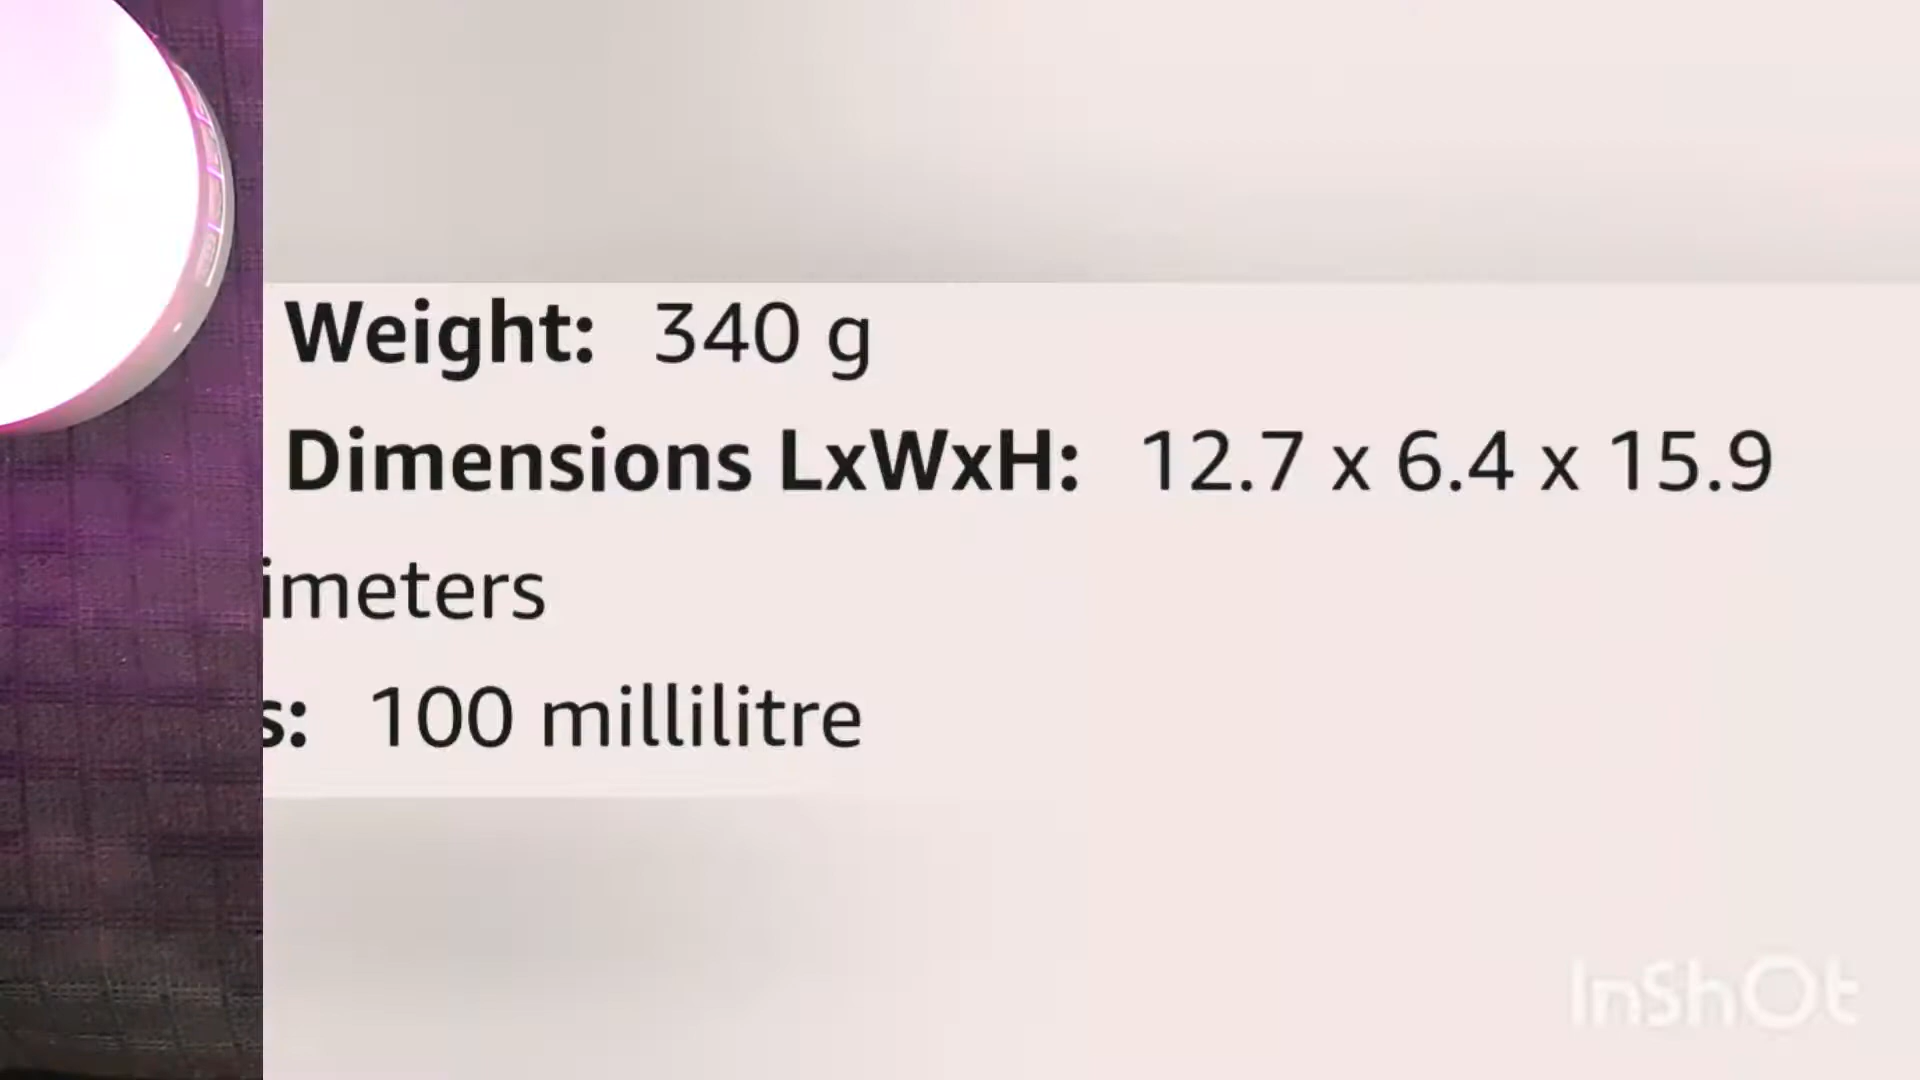 Weight: 340 g
Dimensions LxWxH: 12.7 x 6.4 x 15.9
imeters
s: 100 millilitre
InShOt